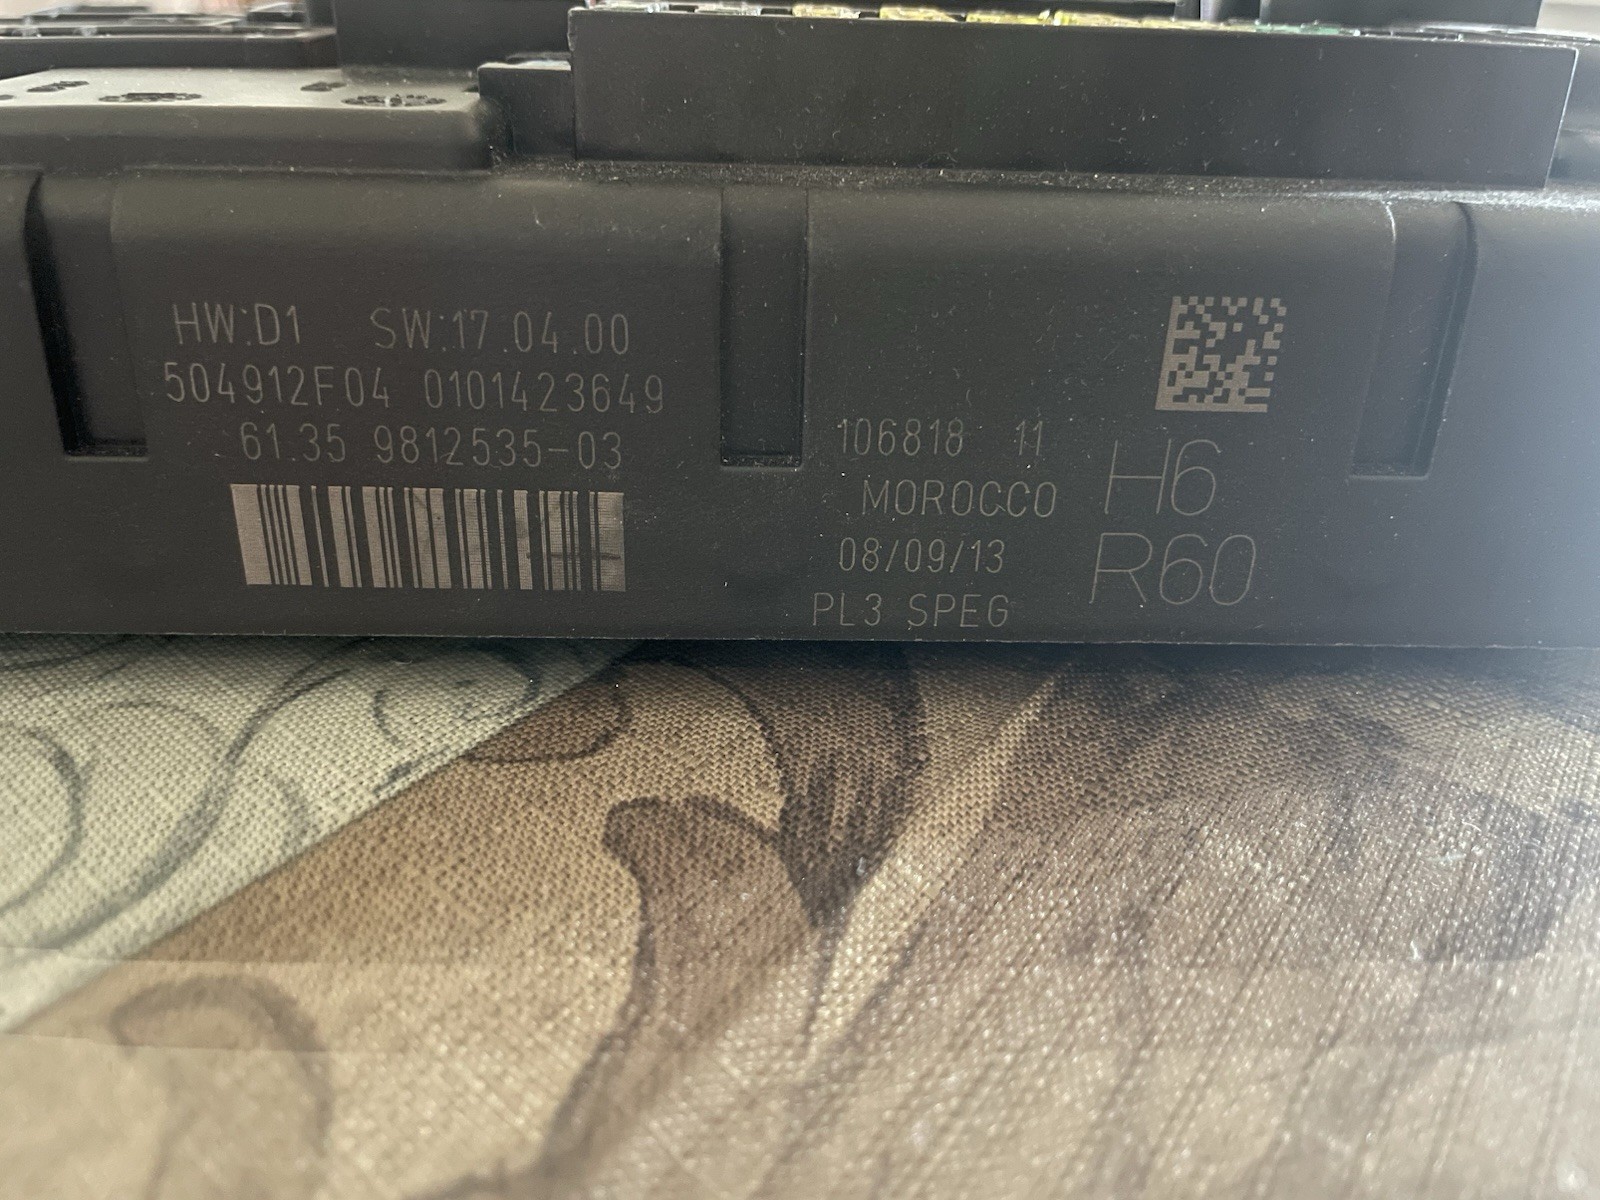 HW:D1 SW:17.04.00
504912F04 0101423649
61.35 9812535-03
106818 11
MOROCCO
08/09/13
PL3 SPEG
H6
R60